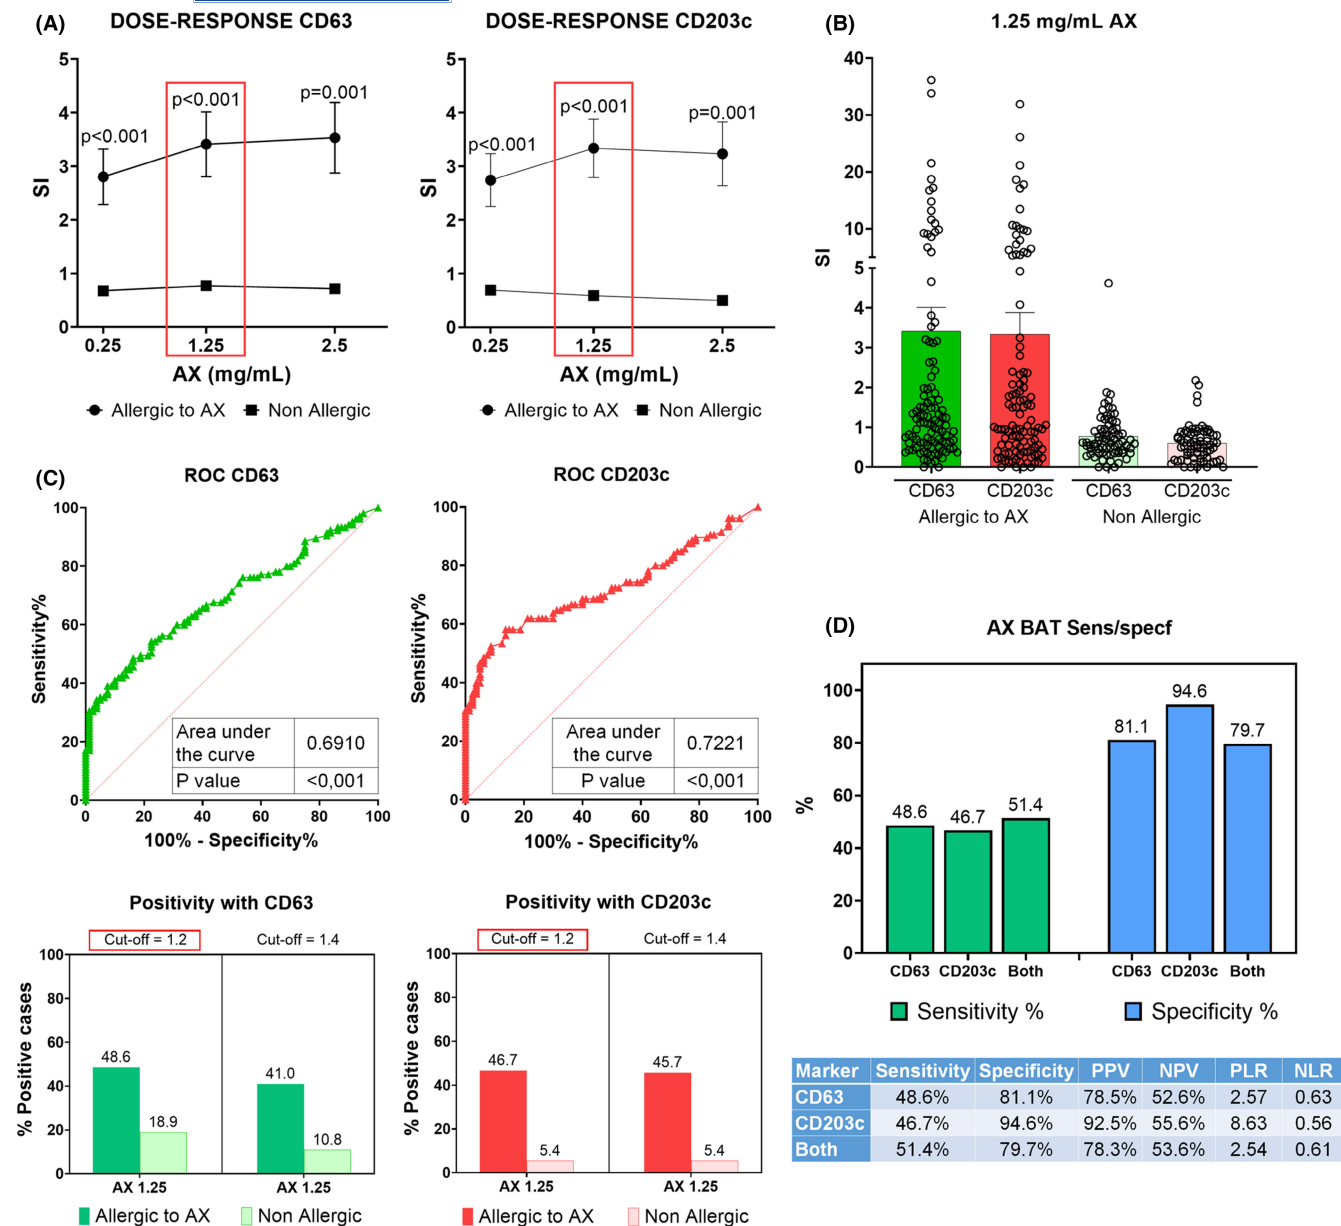 (A)
DOSE-RESPONSE CD63
5
4
3
2
1
0
SI
p<0.001
p<0.001
p=0.001
0.25
1.25
2.5
AX (mg/mL)
Allergic to AX
Non Allergic
DOSE-RESPONSE CD203c
5
4
3
2
1
0
SI
p<0.001
p<0.001
p=0.001
0.25
1.25
2.5
AX (mg/mL)
Allergic to AX
Non Allergic
(B)
1.25 mg/mL AX
40
30
20
10
5
4
3
2
1
0
SI
CD63
CD203c
CD63
CD203c
Allergic to AX
Non Allergic
(C)
ROC CD63
100
80
60
40
20
0
Sensitivity%
Area under the curve 0.6910
P value <0,001
0
20
40
60
80
100
100% - Specificity%
ROC CD203c
100
80
60
40
20
0
Sensitivity%
Area under the curve 0.7221
P value <0,001
0
20
40
60
80
100
100% - Specificity%
Positivity with CD63
Cut-off = 1.2
Cut-off = 1.4
100
80
60
40
20
0
% Positive cases
48.6
18.9
41.0
10.8
AX 1.25
AX 1.25
Allergic to AX
Non Allergic
Positivity with CD203c
Cut-off = 1.2
Cut-off = 1.4
100
80
60
40
20
0
% Positive cases
46.7
5.4
45.7
5.4
AX 1.25
AX 1.25
Allergic to AX
Non Allergic
(D)
AX BAT Sens/specf
100
80
60
40
20
0
%
48.6
46.7
51.4
81.1
94.6
79.7
CD63
CD203c
Both
CD63
CD203c
Both
Sensitivity %
Specificity %
Marker Sensitivity Specificity PPV NPV PLR NLR
CD63 48.6% 81.1% 78.5% 52.6% 2.57 0.63
CD203c 46.7% 94.6% 92.5% 55.6% 8.63 0.56
Both 51.4% 79.7% 78.3% 53.6% 2.54 0.61